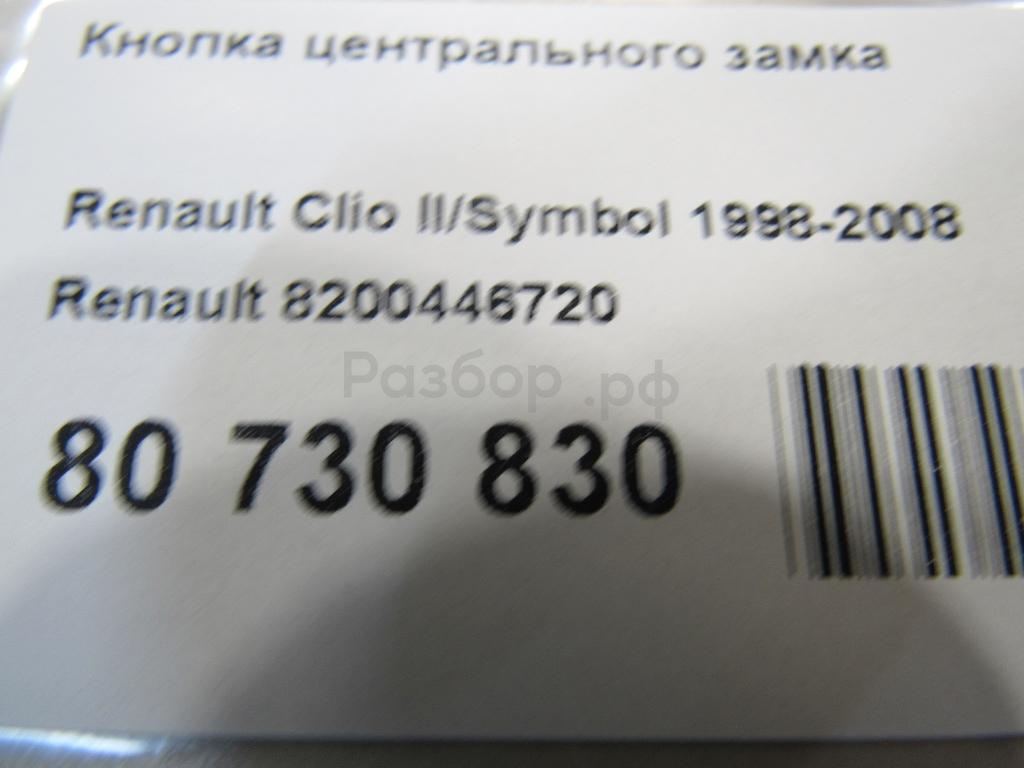 Кнопка центрального замка
Renault Clio II/Symbol 1998-2008
Renault 8200446720
Разбор.рф
80 730 830